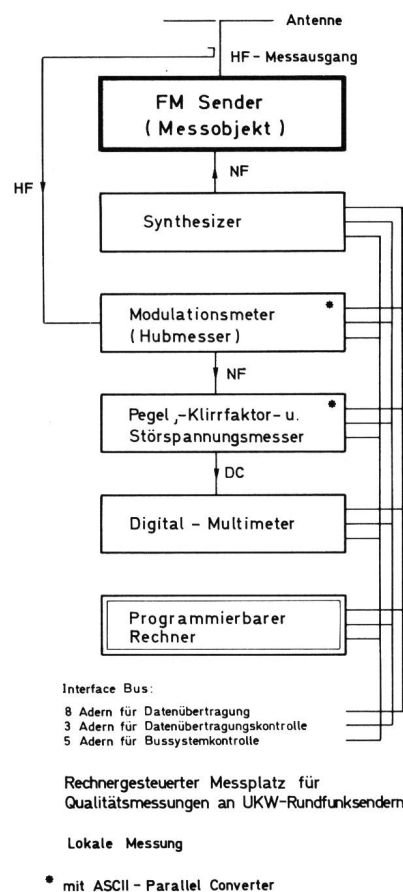 Antenne
HF - Messausgang
FM Sender
( Messobjekt )
NF
HF
Synthesizer
Modulationsmeter *
( Hubmesser )
NF
Pegel ,-Klirrfaktor- u. *
Störspannungsmesser
DC
Digital - Multimeter
Programmierbarer
Rechner
Interface Bus:
8 Adern für Datenübertragung
3 Adern für Datenübertragungskontrolle
5 Adern für Bussystemkontrolle
Rechnergesteuerter Messplatz für
Qualitätsmessungen an UKW-Rundfunksendern
Lokale Messung
* mit ASCII - Parallel Converter